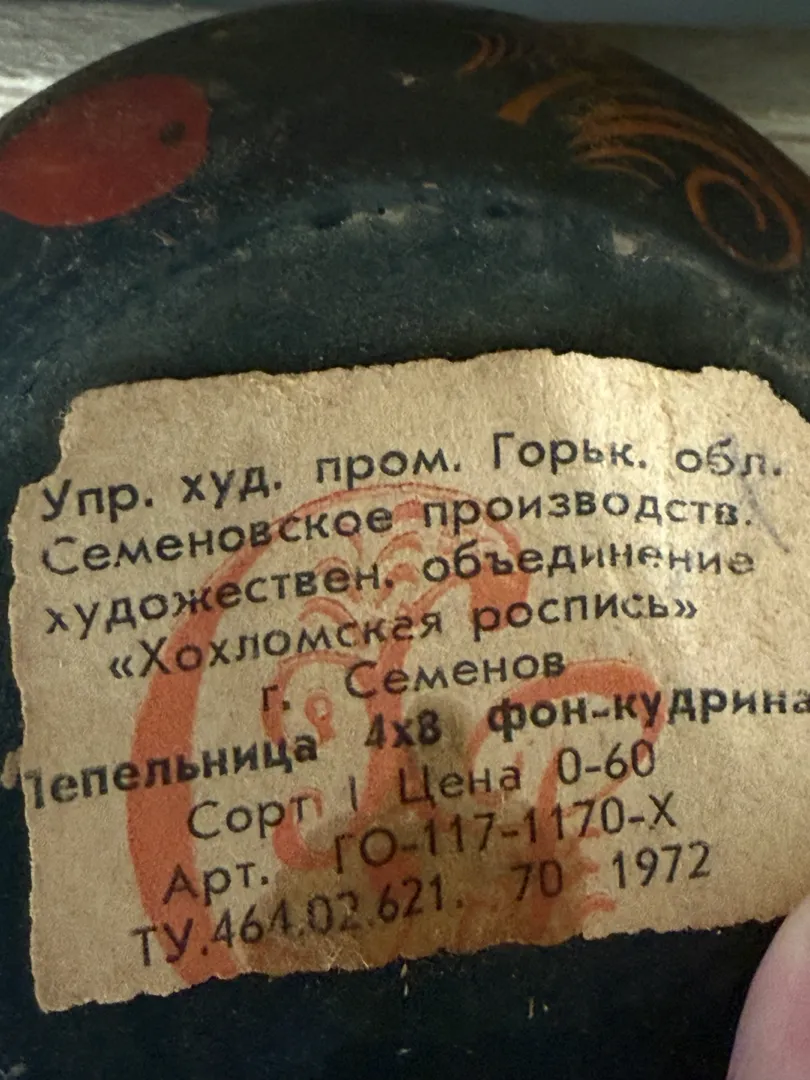 Упр. худ. пром. Горьк. обл.
Семеновское производств.
художествен. объединение
«Хохломская роспись»
г. Семенов
Пепельница 4х8 фон-кудрина
Сорт I Цена 0-60
Арт. ГО-117-1170-Х
ТУ.464.02.621. 70 1972